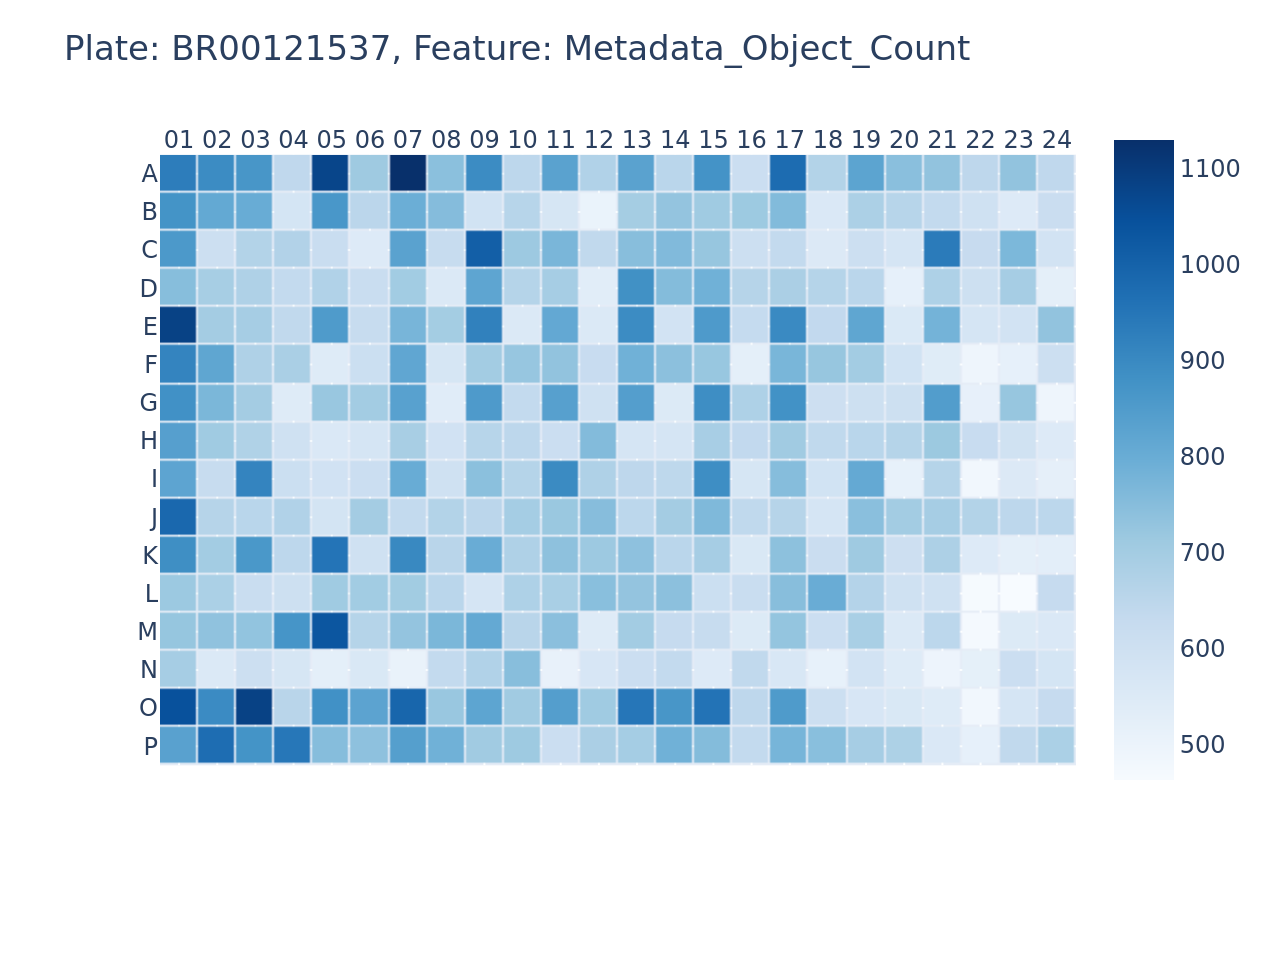 Plate: BR00121537, Feature: Metadata_Object_Count
01 02 03 04 05 06 07 08 09 10 11 12 13 14 15 16 17 18 19 20 21 22 23 24
A
B
C
D
E
F
G
H
I
J
K
L
M
N
O
P
1100
1000
900
800
700
600
500